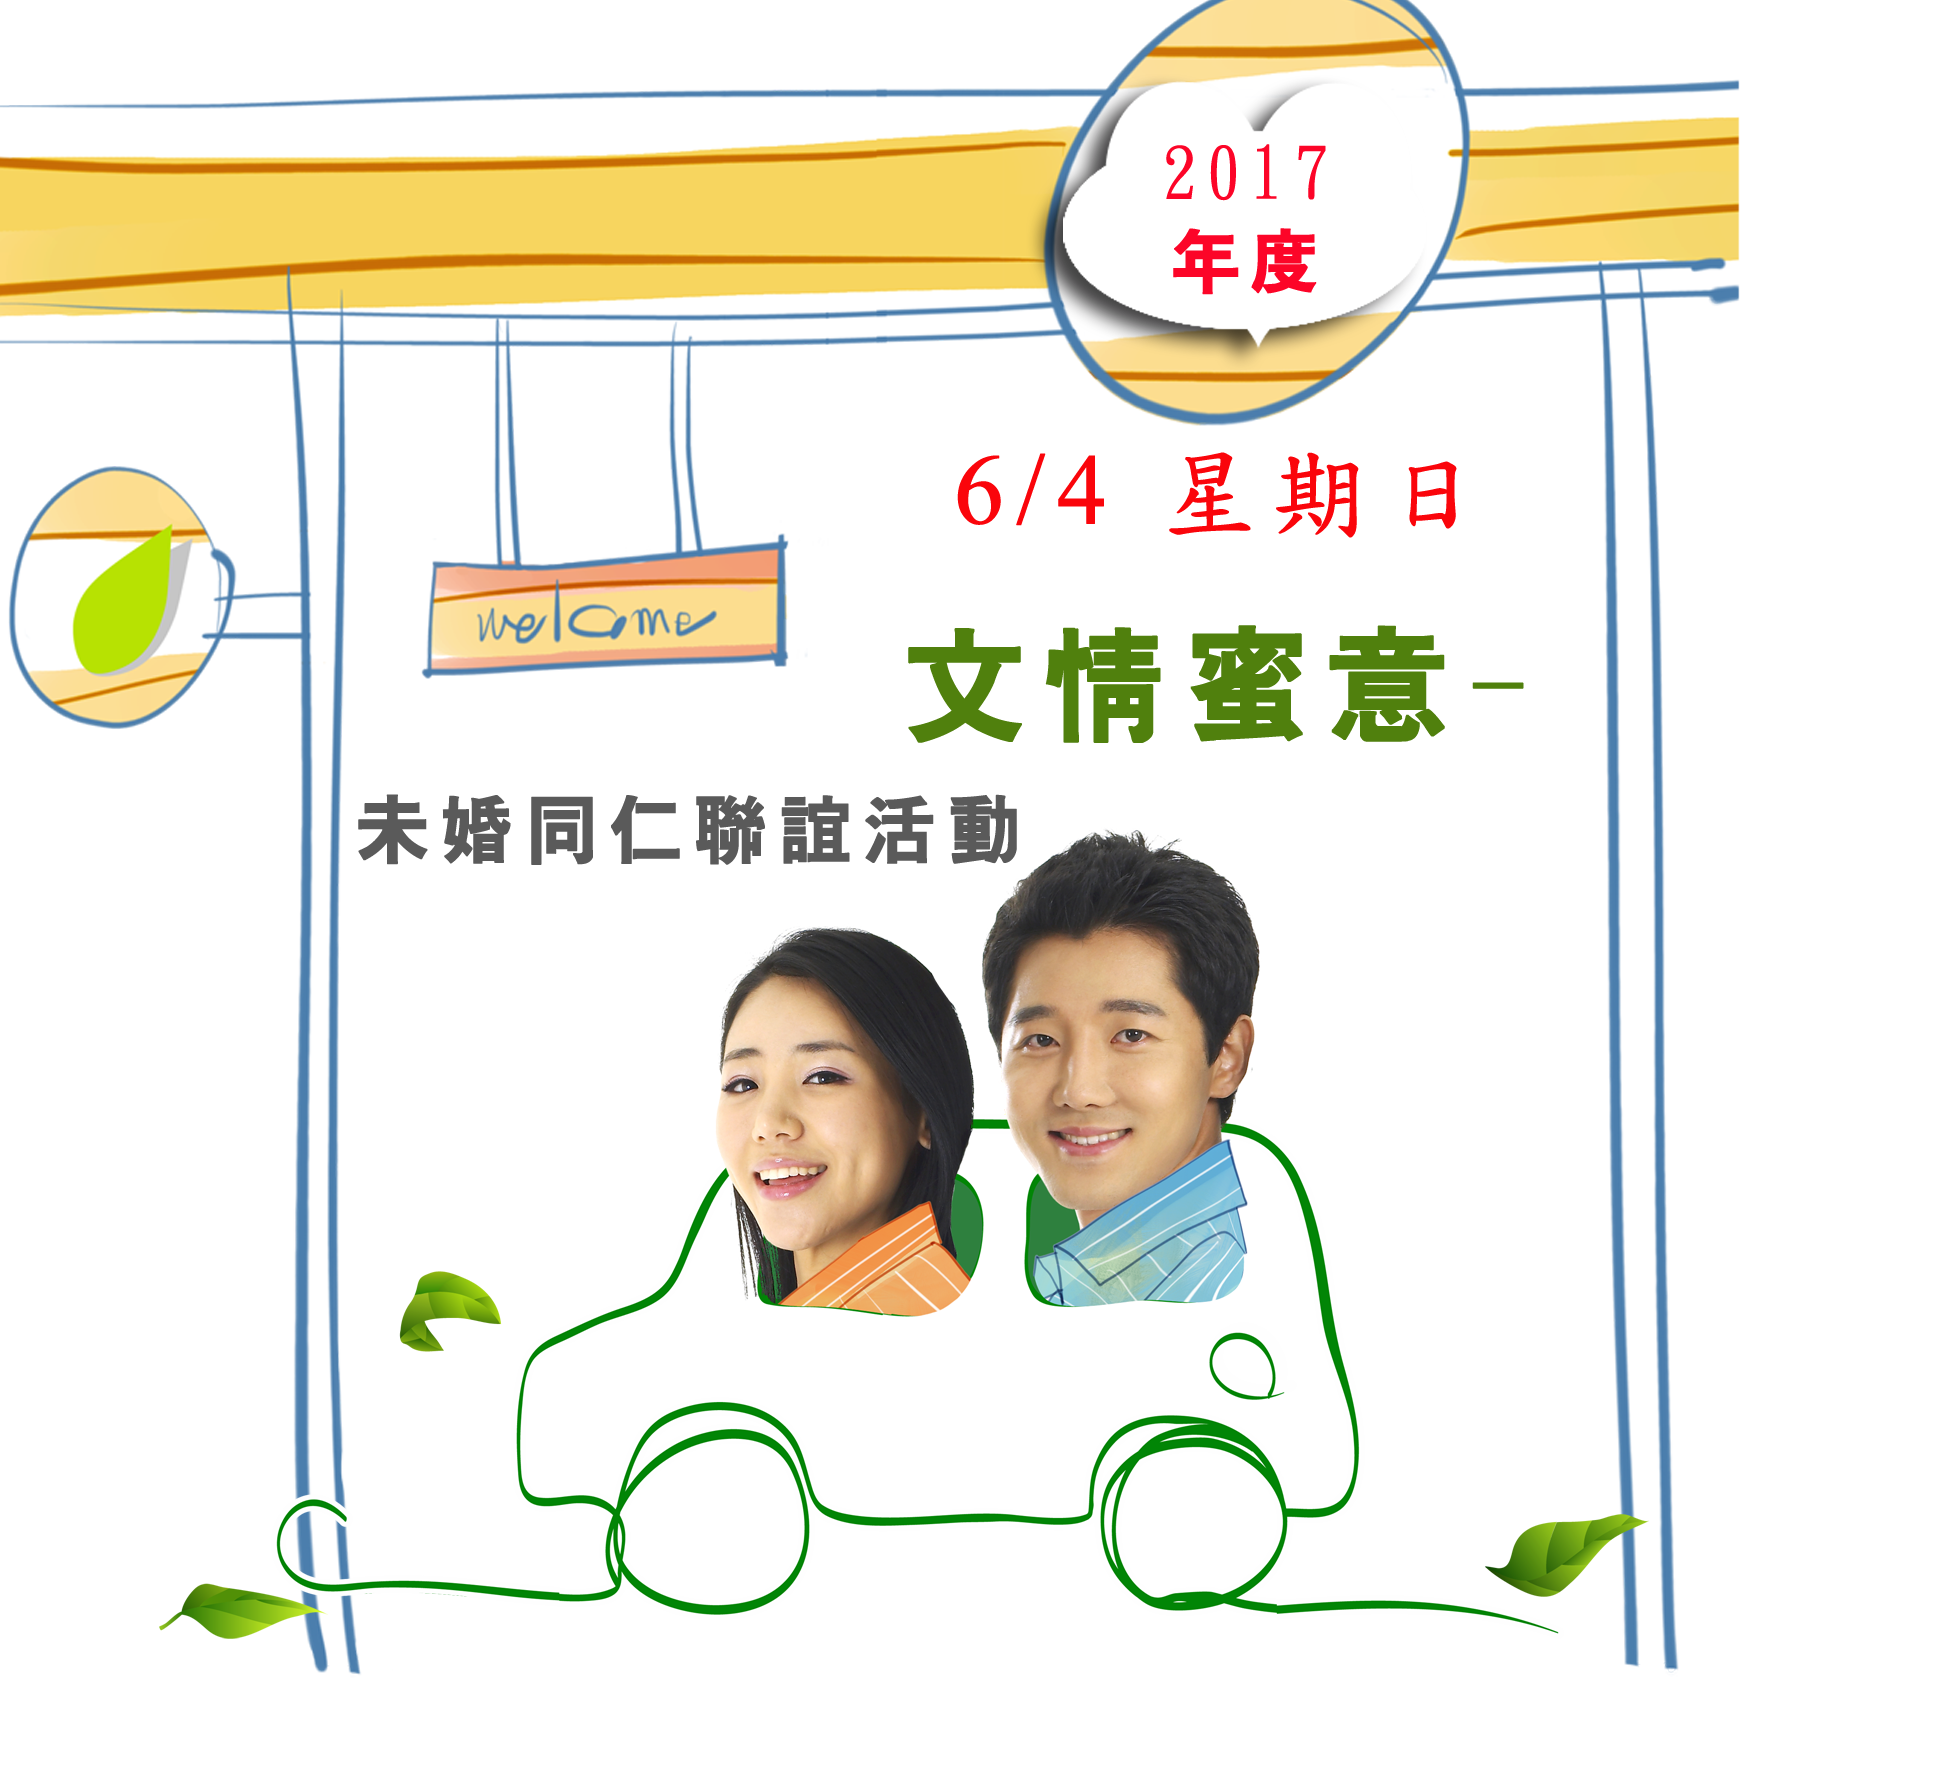 2017
年度
6/4 星期日
welcome
文情蜜意-
未婚同仁聯誼活動